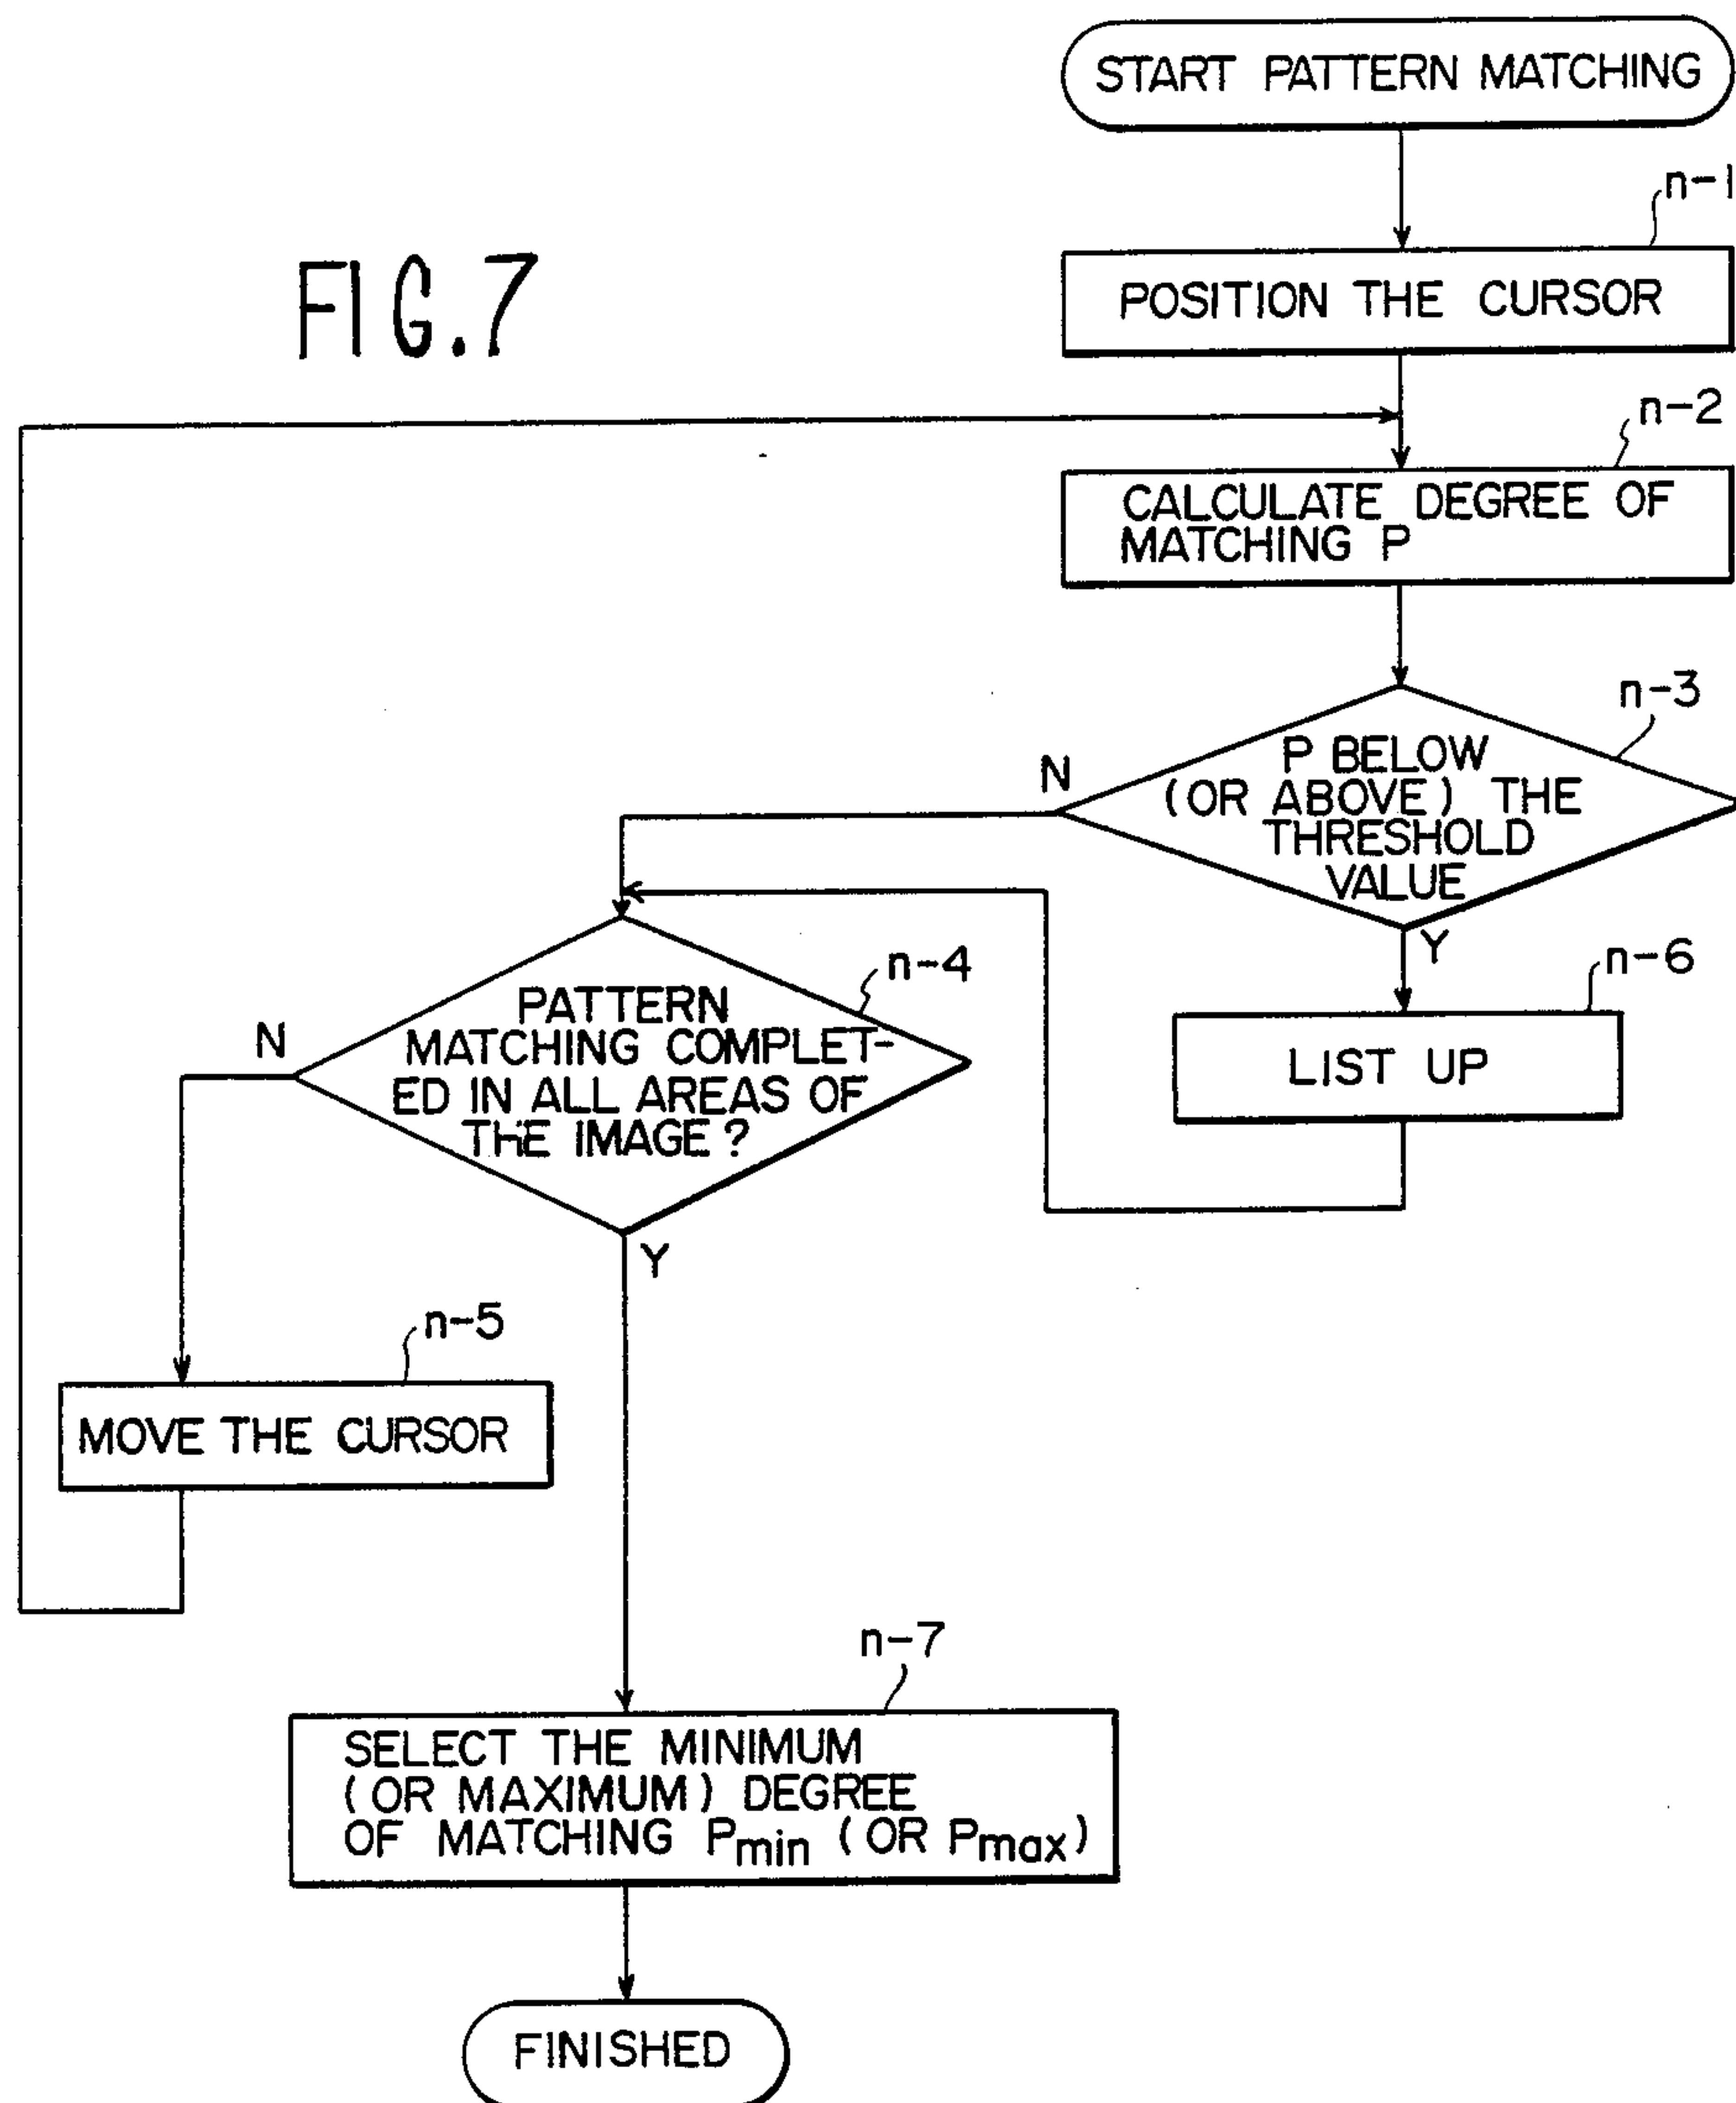 START PATTERN MATCHING
n-1
FIG.7
POSITION THE CURSOR
n-2
CALCULATE DEGREE OF
MATCHING P
n-3
N
P BELOW
(OR ABOVE) THE
THRESHOLD
VALUE
Y
n-6
LIST UP
n-4
N
PATTERN
MATCHING COMPLET-
ED IN ALL AREAS OF
THE IMAGE?
Y
n-5
MOVE THE CURSOR
n-7
SELECT THE MINIMUM
(OR MAXIMUM) DEGREE
OF MATCHING Pmin (OR Pmax)
FINISHED